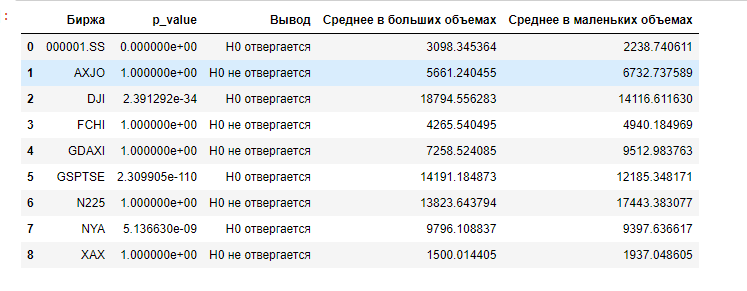 :
Биржа p_value Вывод Среднее в больших объемах Среднее в маленьких объемах
0 000001.SS 0.000000e+00 H0 отвергается 3098.345364 2238.740611
1 AXJO 1.000000e+00 H0 не отвергается 5661.240455 6732.737589
2 DJI 2.391292e-34 H0 отвергается 18794.556283 14116.611630
3 FCHI 1.000000e+00 H0 не отвергается 4265.540495 4940.184969
4 GDAXI 1.000000e+00 H0 не отвергается 7258.524085 9512.983763
5 GSPTSE 2.309905e-110 H0 отвергается 14191.184873 12185.348171
6 N225 1.000000e+00 H0 не отвергается 13823.643794 17443.383077
7 NYA 5.136630e-09 H0 отвергается 9796.108837 9397.636617
8 XAX 1.000000e+00 H0 не отвергается 1500.014405 1937.048605